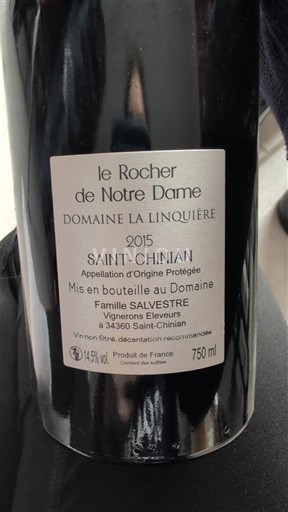 le Rocher
de Notre Dame
DOMAINE LA LINQUIÈRE
2015
SAINT-CHINIAN
Appellation d'Origine Protégée
Mis en bouteille au Domaine
Famille SALVESTRE
Vignerons Eleveurs
à 34360 Saint-Chinian
Vin non filtré, décantation recommandée
14,5% vol. Produit de France 750 ml
Contient des sulfites